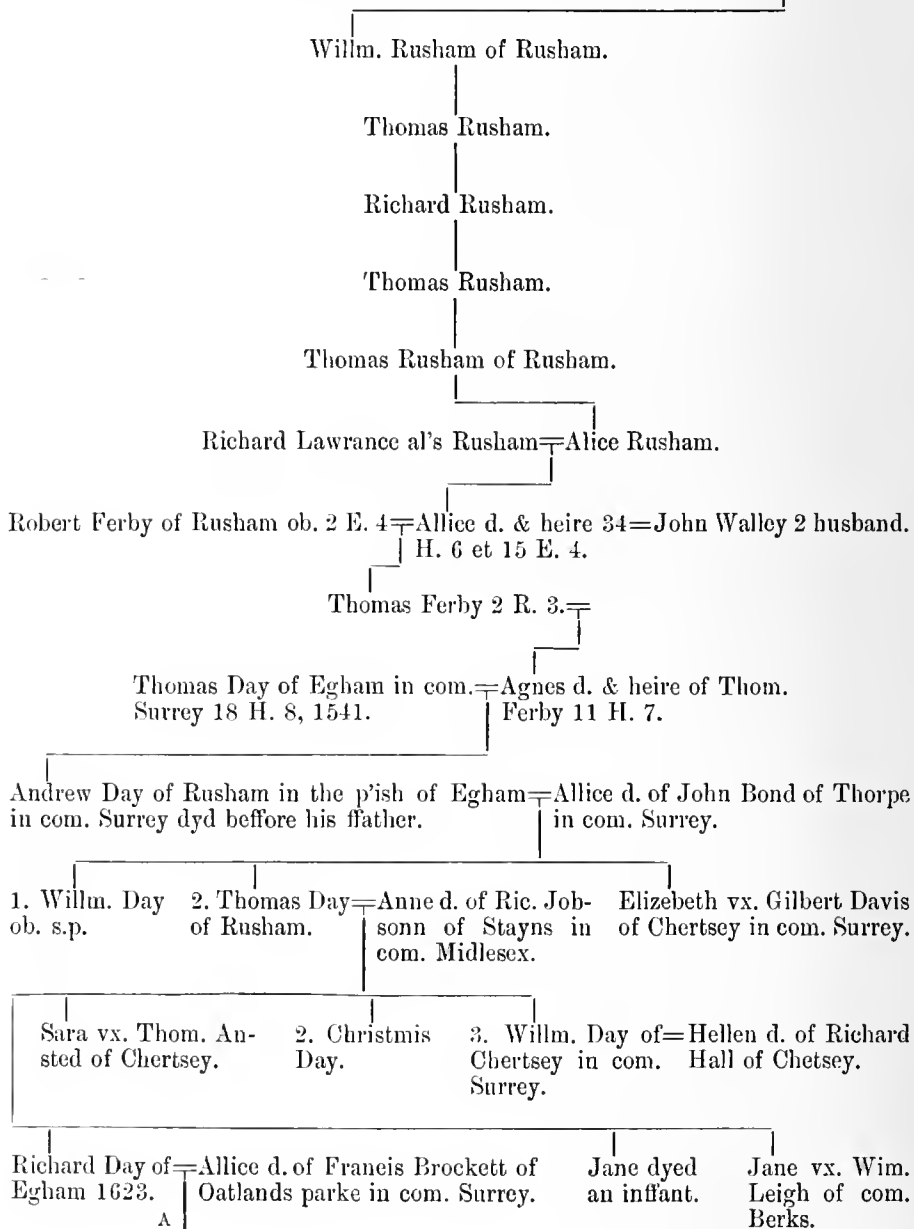 Willm. Rusham of Rusham.
Thomas Rusham.
Richard Rusham.
Thomas Rusham.
Thomas Rusham of Rusham.
Richard Lawrance al's Rusham=Alice Rusham.
Robert Ferby of Rusham ob. 2 E. 4=Allice d. & heire 34=John Walley 2 husband.
H. 6 et 15 E. 4.
Thomas Ferby 2 R. 3.=
Thomas Day of Egham in com.=Agnes d. & heire of Thom.
Surrey 18 H. 8, 1541. Ferby 11 H. 7.
Andrew Day of Rusham in the p'ish of Egham=Allice d. of John Bond of Thorpe
in com. Surrey dyd beffore his ffather. in com. Surrey.
1. Willm. Day 2. Thomas Day=Anne d. of Ric. Job- Elizebeth vx. Gilbert Davis
ob. s.p. of Rusham. sonn of Stayns in of Chertsey in com. Surrey.
com. Midlesex.
Sara vx. Thom. An- 2. Christmis 3. Willm. Day of=Hellen d. of Richard
sted of Chertsey. Day. Chertsey in com. Hall of Chetsey.
Surrey.
Richard Day of=Allice d. of Francis Brockett of Jane dyed Jane vx. Wim.
Egham 1623. Oatlands parke in com. Surrey. an inffant. Leigh of com.
A Berks.